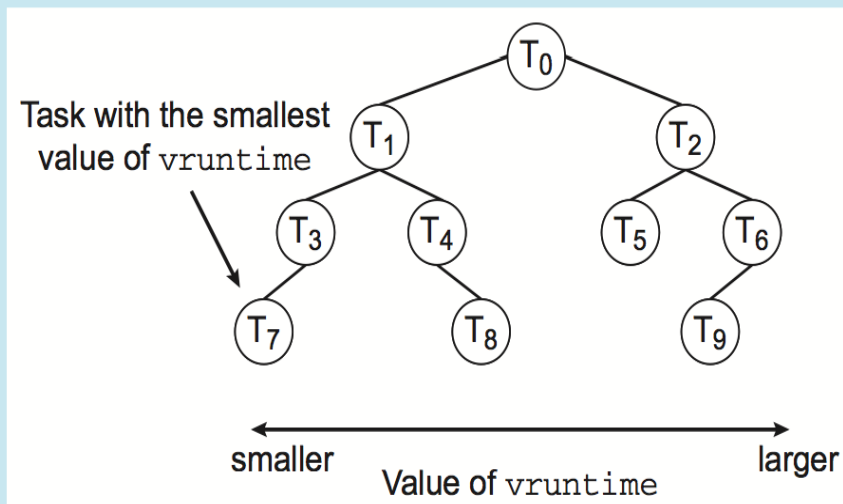 T0
Task with the smallest
value of vruntime
T1
T2
T3
T4
T5
T6
T7
T8
T9
smaller
larger
Value of vruntime